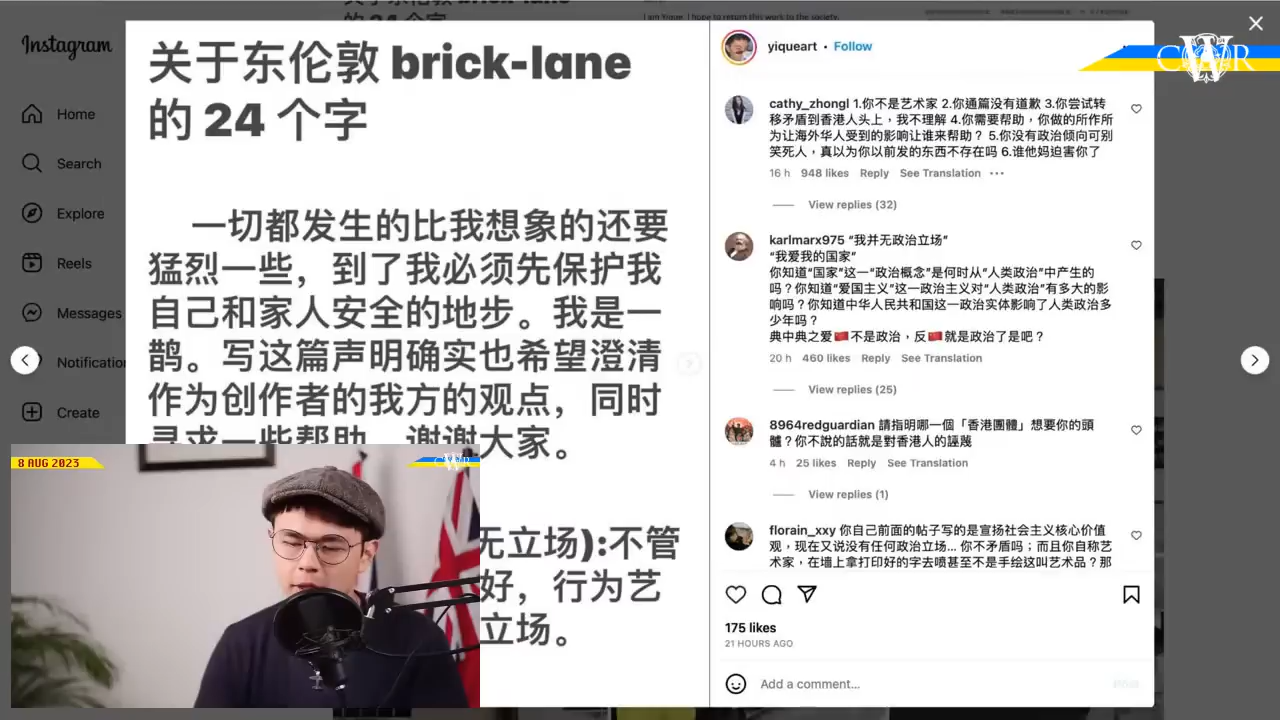 Instagram
Home
Search
Explore
Reels
Messages
Notification
Create
关于东伦敦 brick-lane
的 24 个字
一切都发生的比我想象的还要
猛烈一些，到了我必须先保护我
自己和家人安全的地步。我是一
鹊。写这篇声明确实也希望澄清
作为创作者的我方的观点，同时
寻求一些帮助，谢谢大家。
无立场):不管
好，行为艺
立场。
8 AUG 2023
yiqueart • Follow
cathy_zhongl 1.你不是艺术家 2.你通篇没有道歉 3.你尝试转
移矛盾到香港人头上，我不理解 4.你需要帮助，你做的所作所
为让海外华人受到的影响让谁来帮助？ 5.你没有政治倾向可别
笑死人，真以为你以前发的东西不存在吗 6.谁他妈迫害你了
16 h 948 likes Reply See Translation
View replies (32)
karlmarx975 “我并无政治立场”
“我爱我的国家”
你知道“国家”这一“政治概念”是何时从“人类政治”中产生的
吗？你知道“爱国主义”这一政治主义对“人类政治”有多大的影
响吗？你知道中华人民共和国这一政治实体影响了人类政治多
少年吗？
典中典之爱🇨🇳不是政治，反🇨🇳就是政治了是吧？
20 h 460 likes Reply See Translation
View replies (25)
8964redguardian 請指明哪一個「香港團體」想要你的頭
髗？你不說的話就是對香港人的誣蔑
4 h 25 likes Reply See Translation
View replies (1)
florain_xxy 你自己前面的帖子写的是宣扬社会主义核心价值
观，现在又说没有任何政治立场... 你不矛盾吗；而且你自称艺
术家，在墙上拿打印好的字去喷甚至不是手绘这叫艺术品？那
175 likes
21 HOURS AGO
Add a comment...